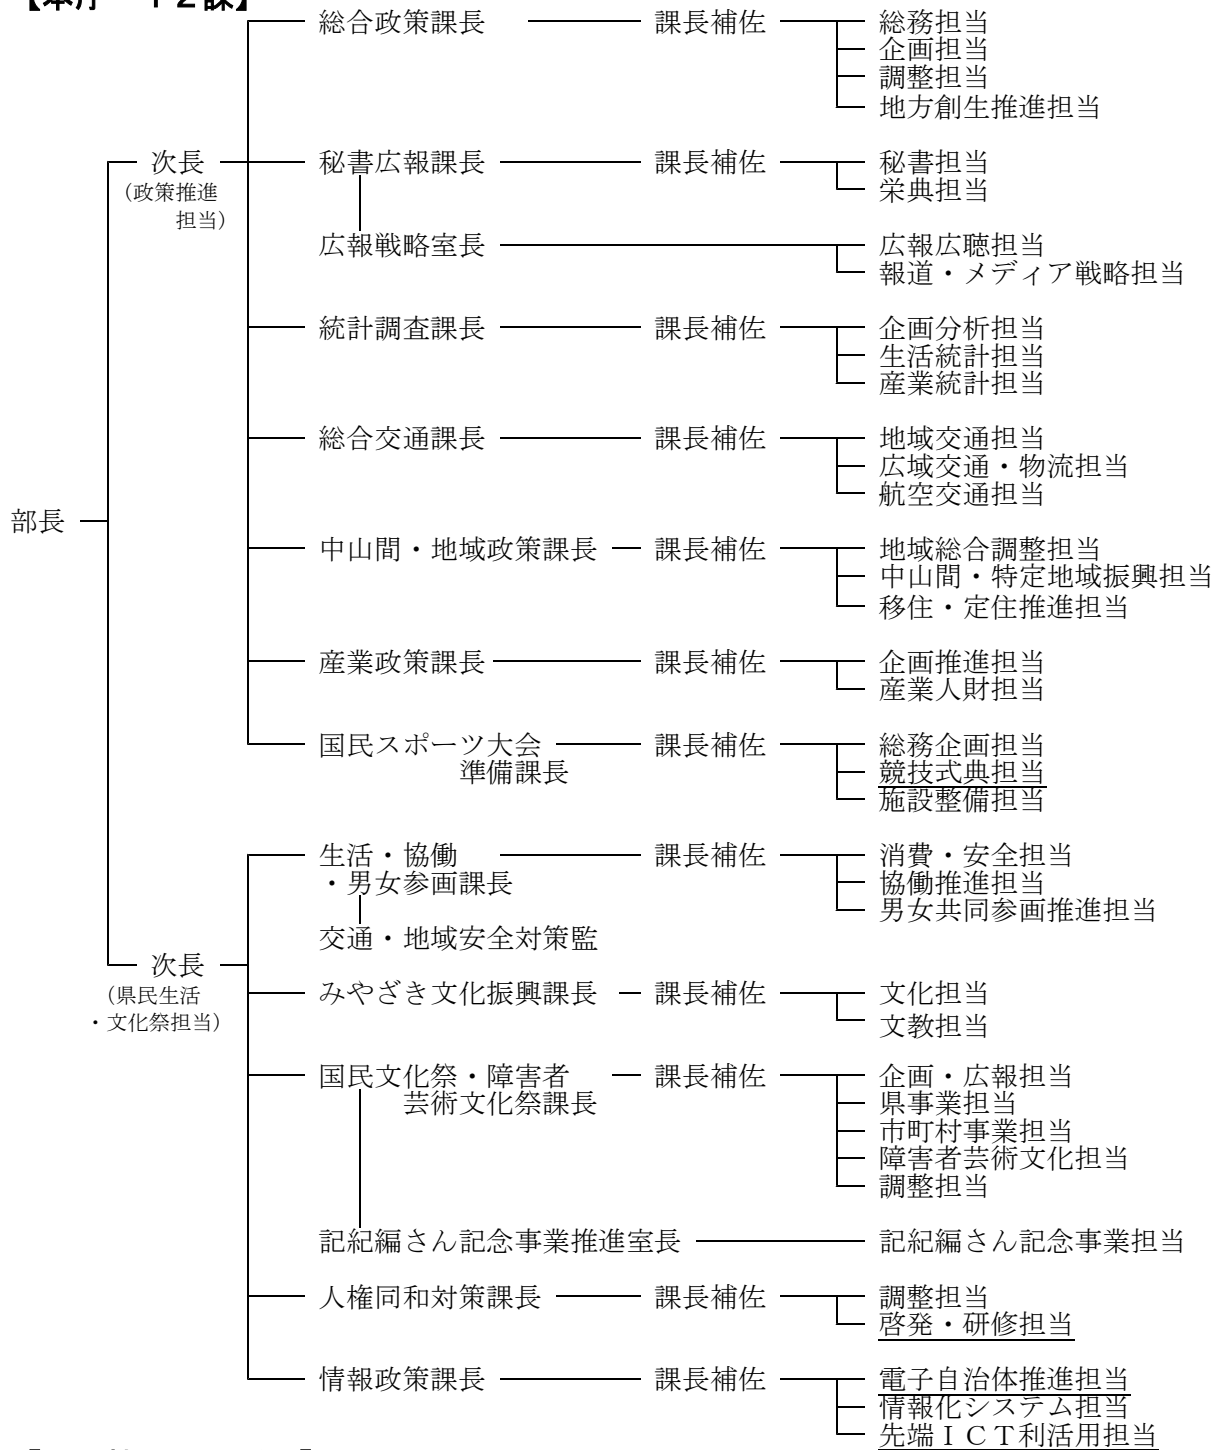 【本庁 １２課】
総合政策課長 課長補佐 総務担当
企画担当
調整担当
地方創生推進担当
次長 秘書広報課長 課長補佐 秘書担当
（政策推進 栄典担当
担当）
広報戦略室長 広報広聴担当
報道・メディア戦略担当
統計調査課長 課長補佐 企画分析担当
生活統計担当
産業統計担当
総合交通課長 課長補佐 地域交通担当
広域交通・物流担当
航空交通担当
部長
中山間・地域政策課長 課長補佐 地域総合調整担当
中山間・特定地域振興担当
移住・定住推進担当
産業政策課長 課長補佐 企画推進担当
産業人財担当
国民スポーツ大会 課長補佐 総務企画担当
準備課長 競技式典担当
施設整備担当
生活・協働 課長補佐 消費・安全担当
・男女参画課長 協働推進担当
男女共同参画推進担当
交通・地域安全対策監
次長
（県民生活 みやざき文化振興課長 課長補佐 文化担当
・文化祭担当） 文教担当
国民文化祭・障害者 課長補佐 企画・広報担当
芸術文化祭課長 県事業担当
市町村事業担当
障害者芸術文化担当
調整担当
記紀編さん記念事業推進室長 記紀編さん記念事業担当
人権同和対策課長 課長補佐 調整担当
啓発・研修担当
情報政策課長 課長補佐 電子自治体推進担当
情報化システム担当
先端ＩＣＴ利活用担当